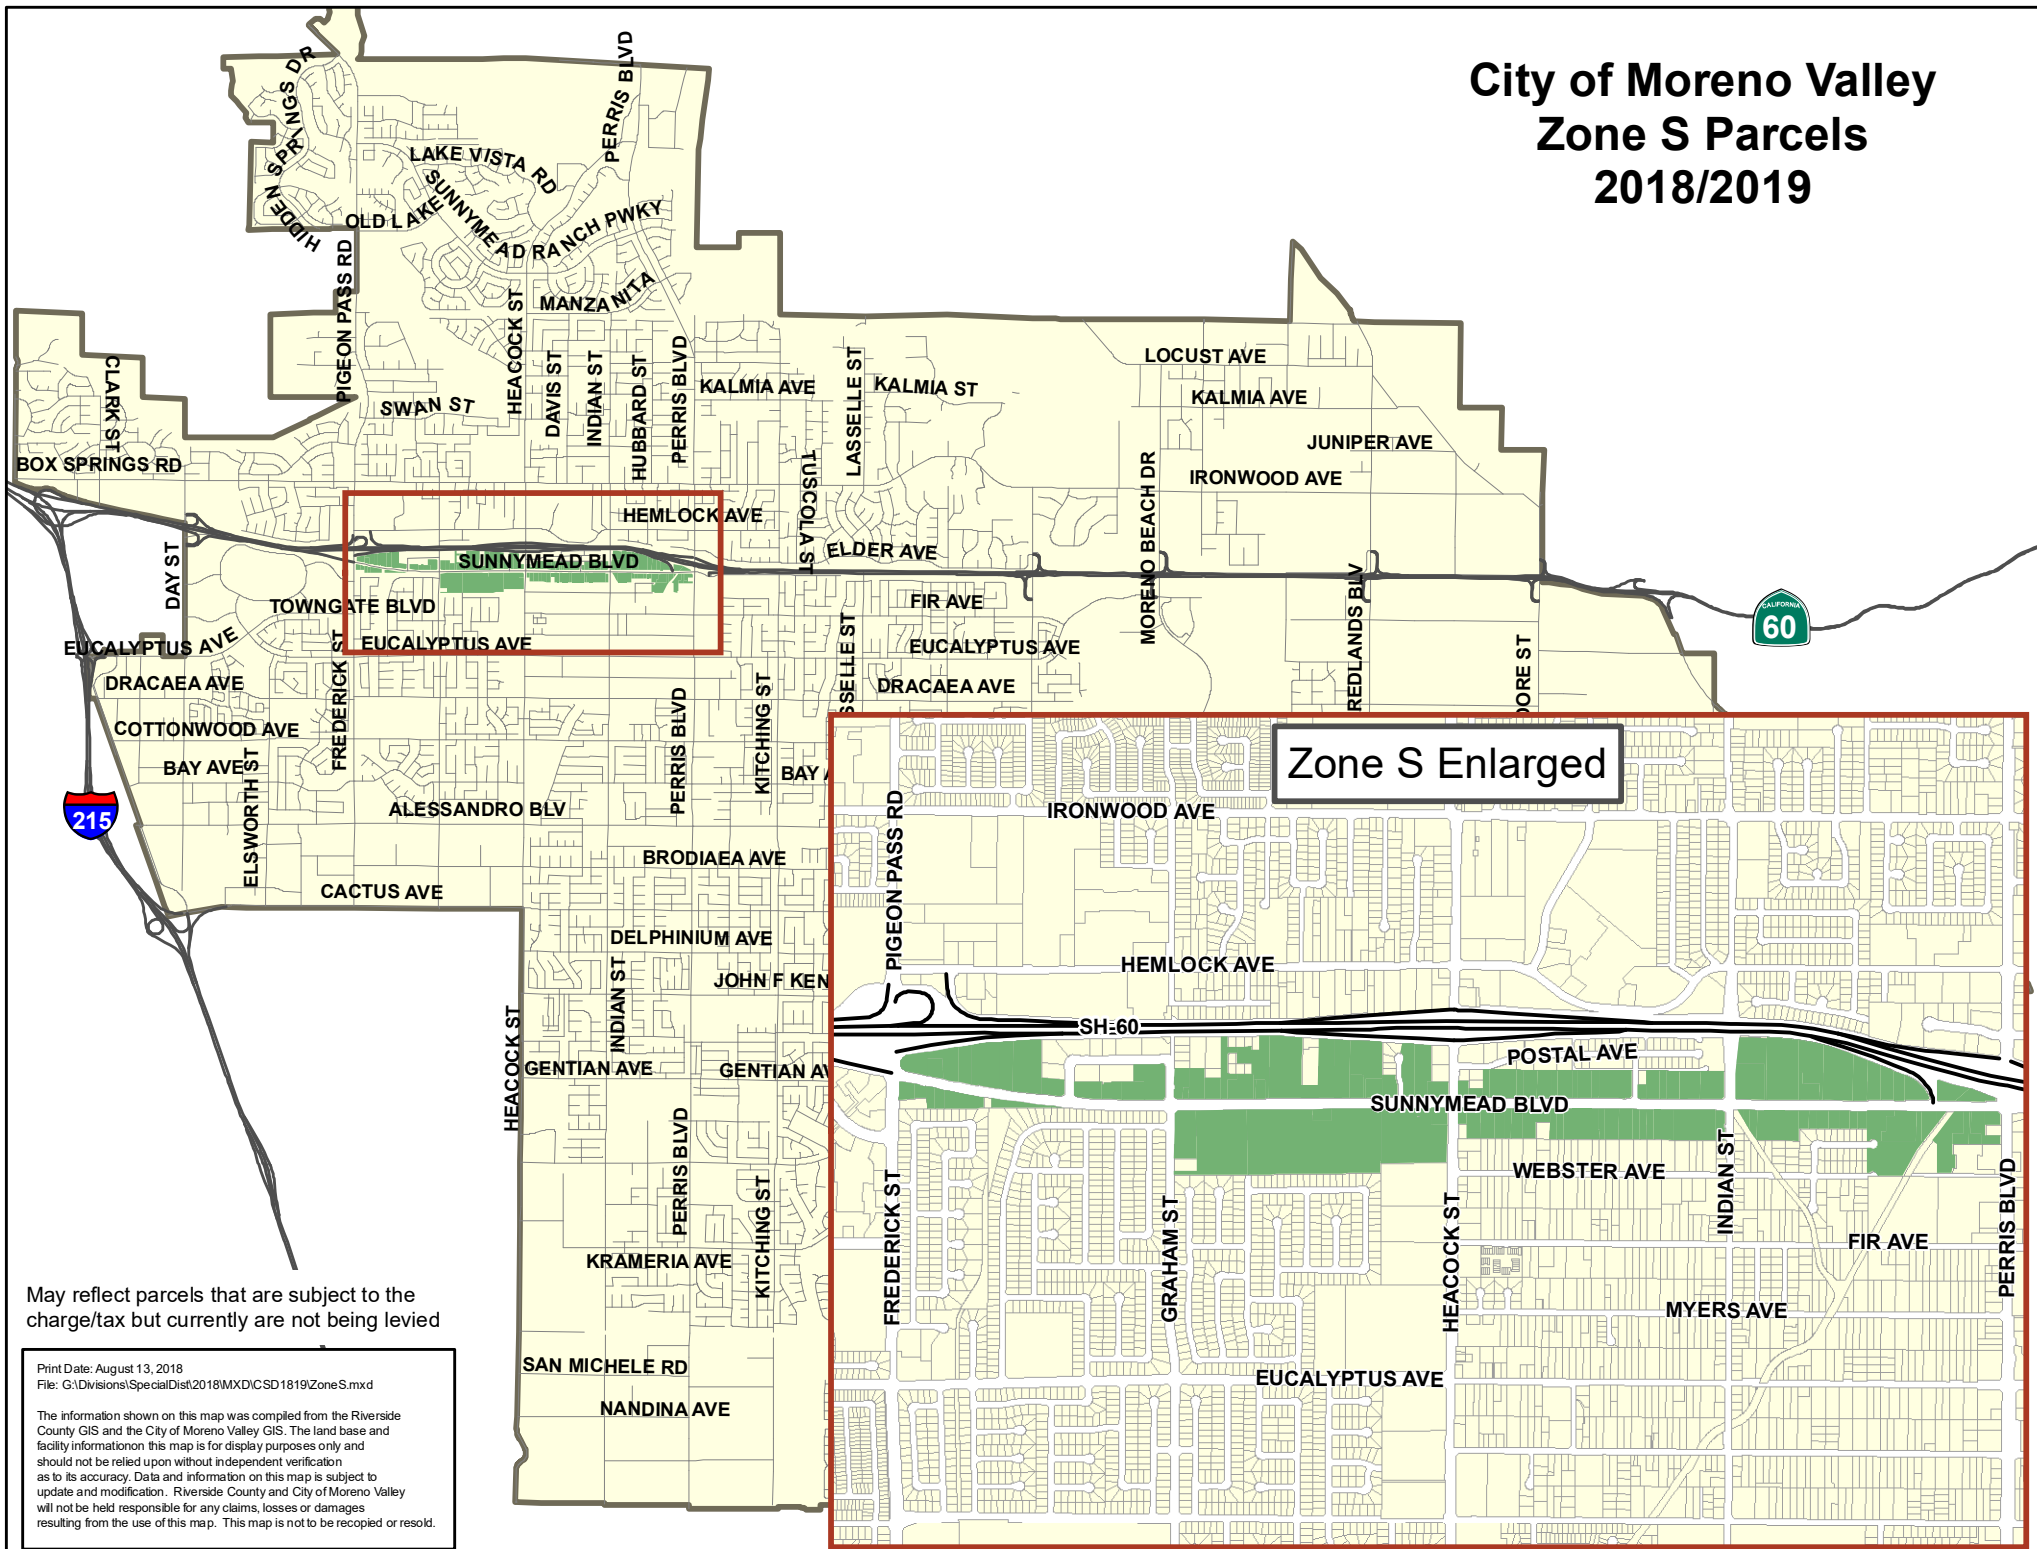 City of Moreno Valley
Zone S Parcels
2018/2019
HIDDEN SPRINGS DR
PERRIS BLVD
LAKE VISTA RD
SUNNYMEAD RANCH PWKY
OLD LAKE
PIGEON PASS RD
MANZANITA
HEACOCK ST
DAVIS ST
INDIAN ST
HUBBARD ST
PERRIS BLVD
KALMIA AVE
LASSELLE ST
KALMIA ST
LOCUST AVE
KALMIA AVE
JUNIPER AVE
IRONWOOD AVE
CLARK ST
SWAN ST
BOX SPRINGS RD
TUSCOLA ST
MORENO BEACH DR
HEMLOCK AVE
ELDER AVE
SUNNYMEAD BLVD
DAY ST
TOWNGATE BLVD
FIR AVE
REDLANDS BLV
CALIFORNIA
60
EUCALYPTUS AVE
FREDERICK ST
EUCALYPTUS AVE
EUCALYPTUS AVE
SSELLE ST
OORE ST
DRACAEA AVE
DRACAEA AVE
PERRIS BLVD
KITCHING ST
COTTONWOOD AVE
BAY AVE
BAY A
ELSWORTH ST
ALESSANDRO BLV
215
BRODIAEA AVE
CACTUS AVE
DELPHINIUM AVE
INDIAN ST
JOHN F KEN
HEACOCK ST
GENTIAN AVE
GENTIAN AV
PERRIS BLVD
KITCHING ST
KRAMERIA AVE
SAN MICHELE RD
NANDINA AVE
Zone S Enlarged
PIGEON PASS RD
IRONWOOD AVE
HEMLOCK AVE
SH-60
POSTAL AVE
SUNNYMEAD BLVD
WEBSTER AVE
FREDERICK ST
GRAHAM ST
HEACOCK ST
INDIAN ST
PERRIS BLVD
FIR AVE
MYERS AVE
EUCALYPTUS AVE
May reflect parcels that are subject to the
charge/tax but currently are not being levied
Print Date: August 13, 2018
File: G:\Divisions\SpecialDist\2018\MXD\CSD1819\ZoneS.mxd
The information shown on this map was compiled from the Riverside
County GIS and the City of Moreno Valley GIS. The land base and
facility informationon this map is for display purposes only and
should not be relied upon without independent verification
as to its accuracy. Data and information on this map is subject to
update and modification. Riverside County and City of Moreno Valley
will not be held responsible for any claims, losses or damages
resulting from the use of this map. This map is not to be recopied or resold.